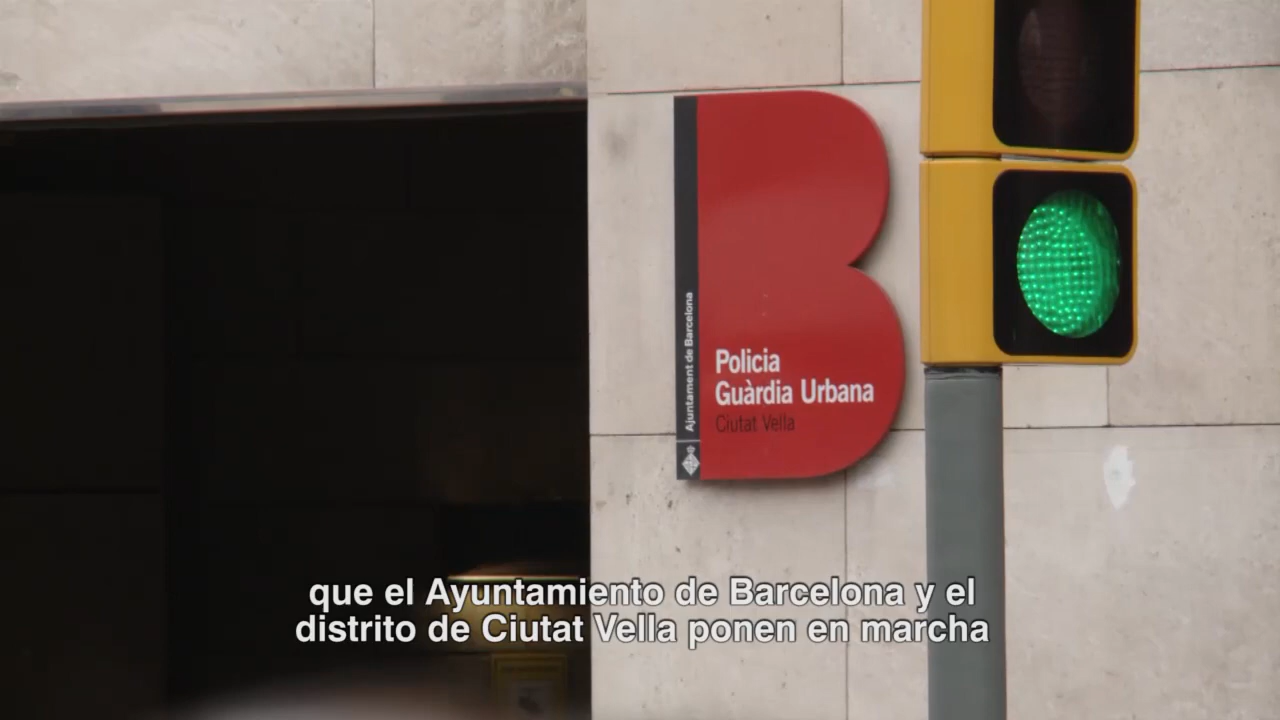 Ajuntament de Barcelona
Policia
Guàrdia Urbana
Ciutat Vella
que el Ayuntamiento de Barcelona y el
distrito de Ciutat Vella ponen en marcha